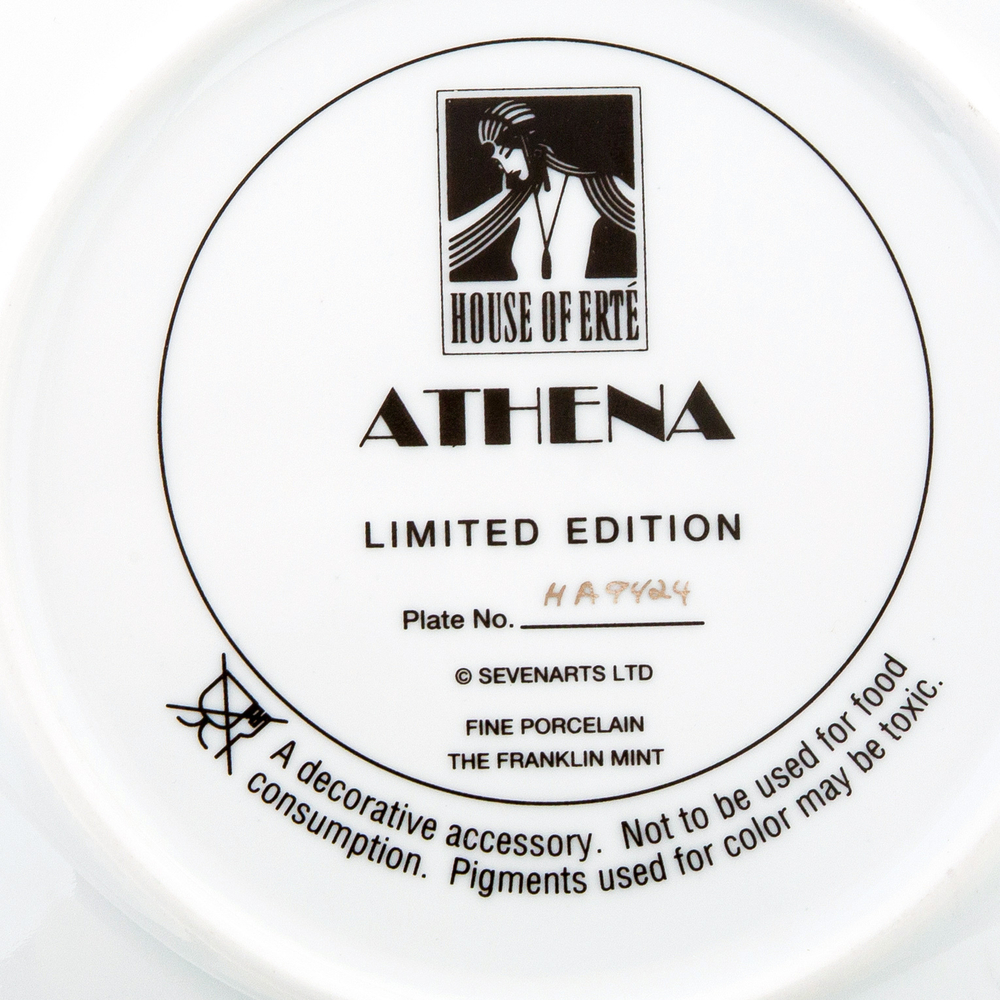 HOUSE OF ERTÉ
ATHENA
LIMITED EDITION
Plate No. HA9424
© SEVENARTS LTD
FINE PORCELAIN
THE FRANKLIN MINT
A decorative accessory. Not to be used for food
consumption. Pigments used for color may be toxic.